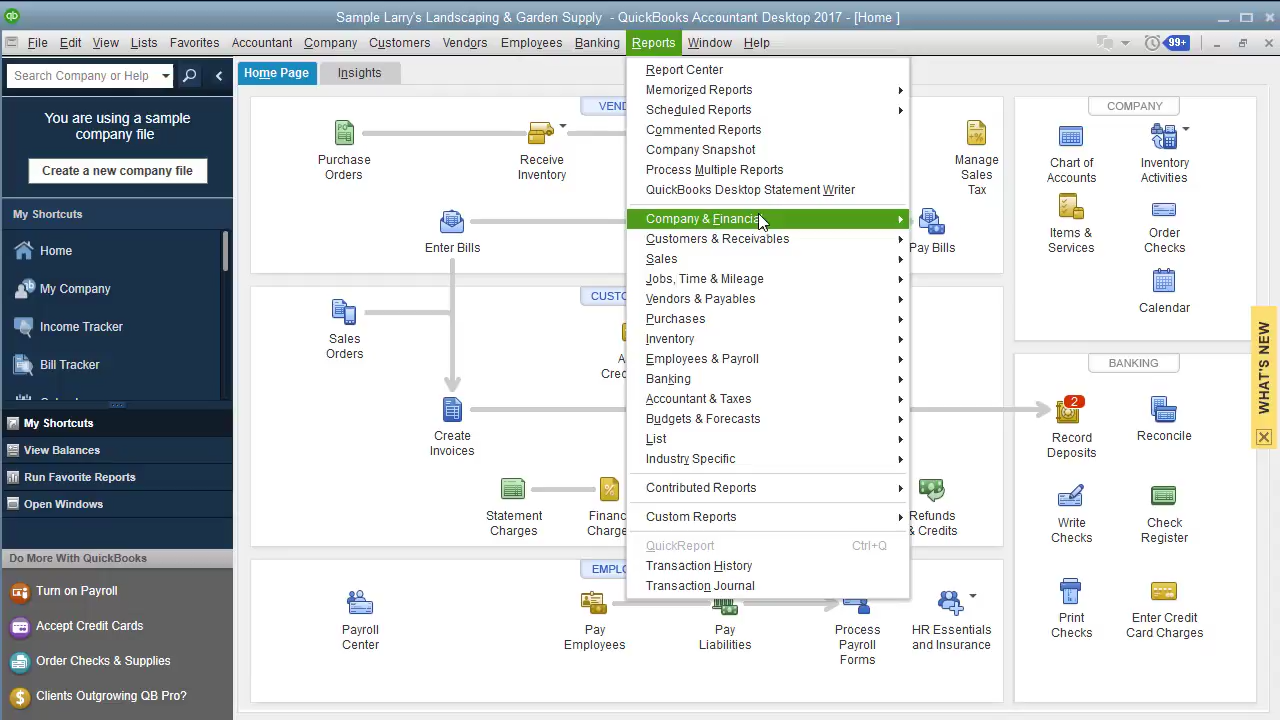 qb
Sample Larry's Landscaping & Garden Supply - QuickBooks Accountant Desktop 2017 - [Home ]
File Edit View Lists Favorites Accountant Company Customers Vendors Employees Banking Reports Window Help
99+
Search Company or Help
You are using a sample
company file
Create a new company file
My Shortcuts
Home
My Company
Income Tracker
Bill Tracker
My Shortcuts
View Balances
Run Favorite Reports
Open Windows
Do More With QuickBooks
Turn on Payroll
Accept Credit Cards
Order Checks & Supplies
Clients Outgrowing QB Pro?
Home Page Insights
Purchase
Orders
Receive
Inventory
Enter Bills
Manage
Sales
Tax
Pay Bills
Sales
Orders
Create
Invoices
Statement
Charges
Refunds
& Credits
Payroll
Center
Pay
Employees
Pay
Liabilities
Process
Payroll
Forms
HR Essentials
and Insurance
Report Center
Memorized Reports
Scheduled Reports
Commented Reports
Company Snapshot
Process Multiple Reports
QuickBooks Desktop Statement Writer
Company & Financial
Customers & Receivables
Sales
Jobs, Time & Mileage
Vendors & Payables
Purchases
Inventory
Employees & Payroll
Banking
Accountant & Taxes
Budgets & Forecasts
List
Industry Specific
Contributed Reports
Custom Reports
QuickReport Ctrl+Q
Transaction History
Transaction Journal
COMPANY
Chart of
Accounts
Inventory
Activities
Items &
Services
Order
Checks
Calendar
BANKING
2
Record
Deposits
Reconcile
Write
Checks
Check
Register
Print
Checks
Enter Credit
Card Charges
WHAT'S NEW